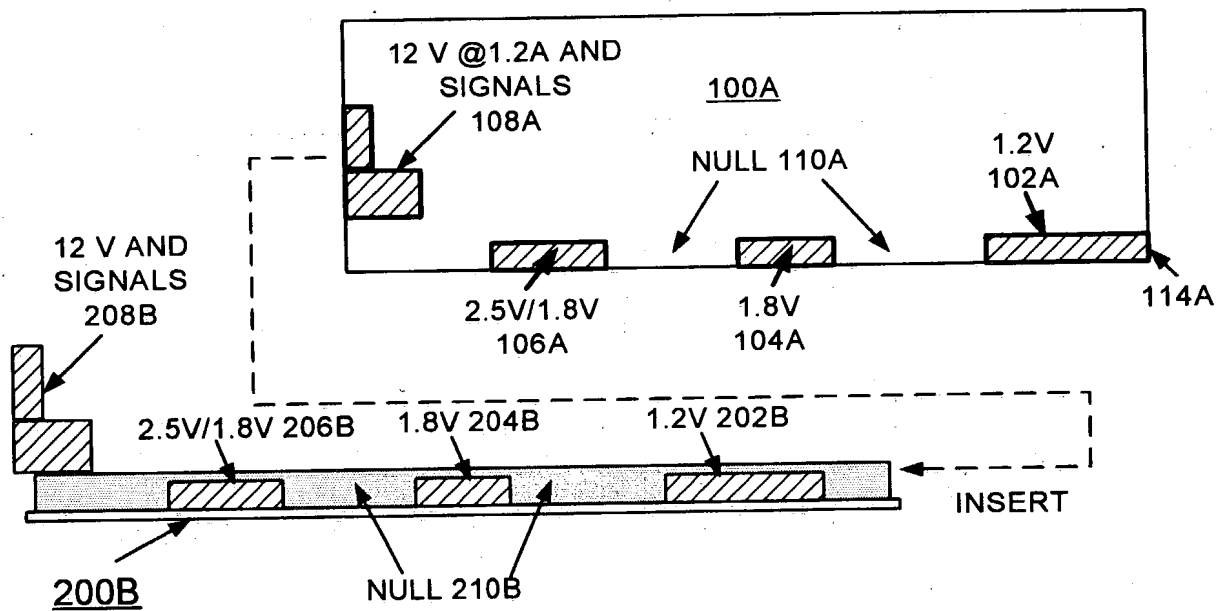 12 V @1.2A AND
SIGNALS
108A
100A
NULL 110A
1.2V
102A
12 V AND
SIGNALS
208B
2.5V/1.8V
106A
1.8V
104A
114A
2.5V/1.8V 206B
1.8V 204B
1.2V 202B
INSERT
200B
NULL 210B